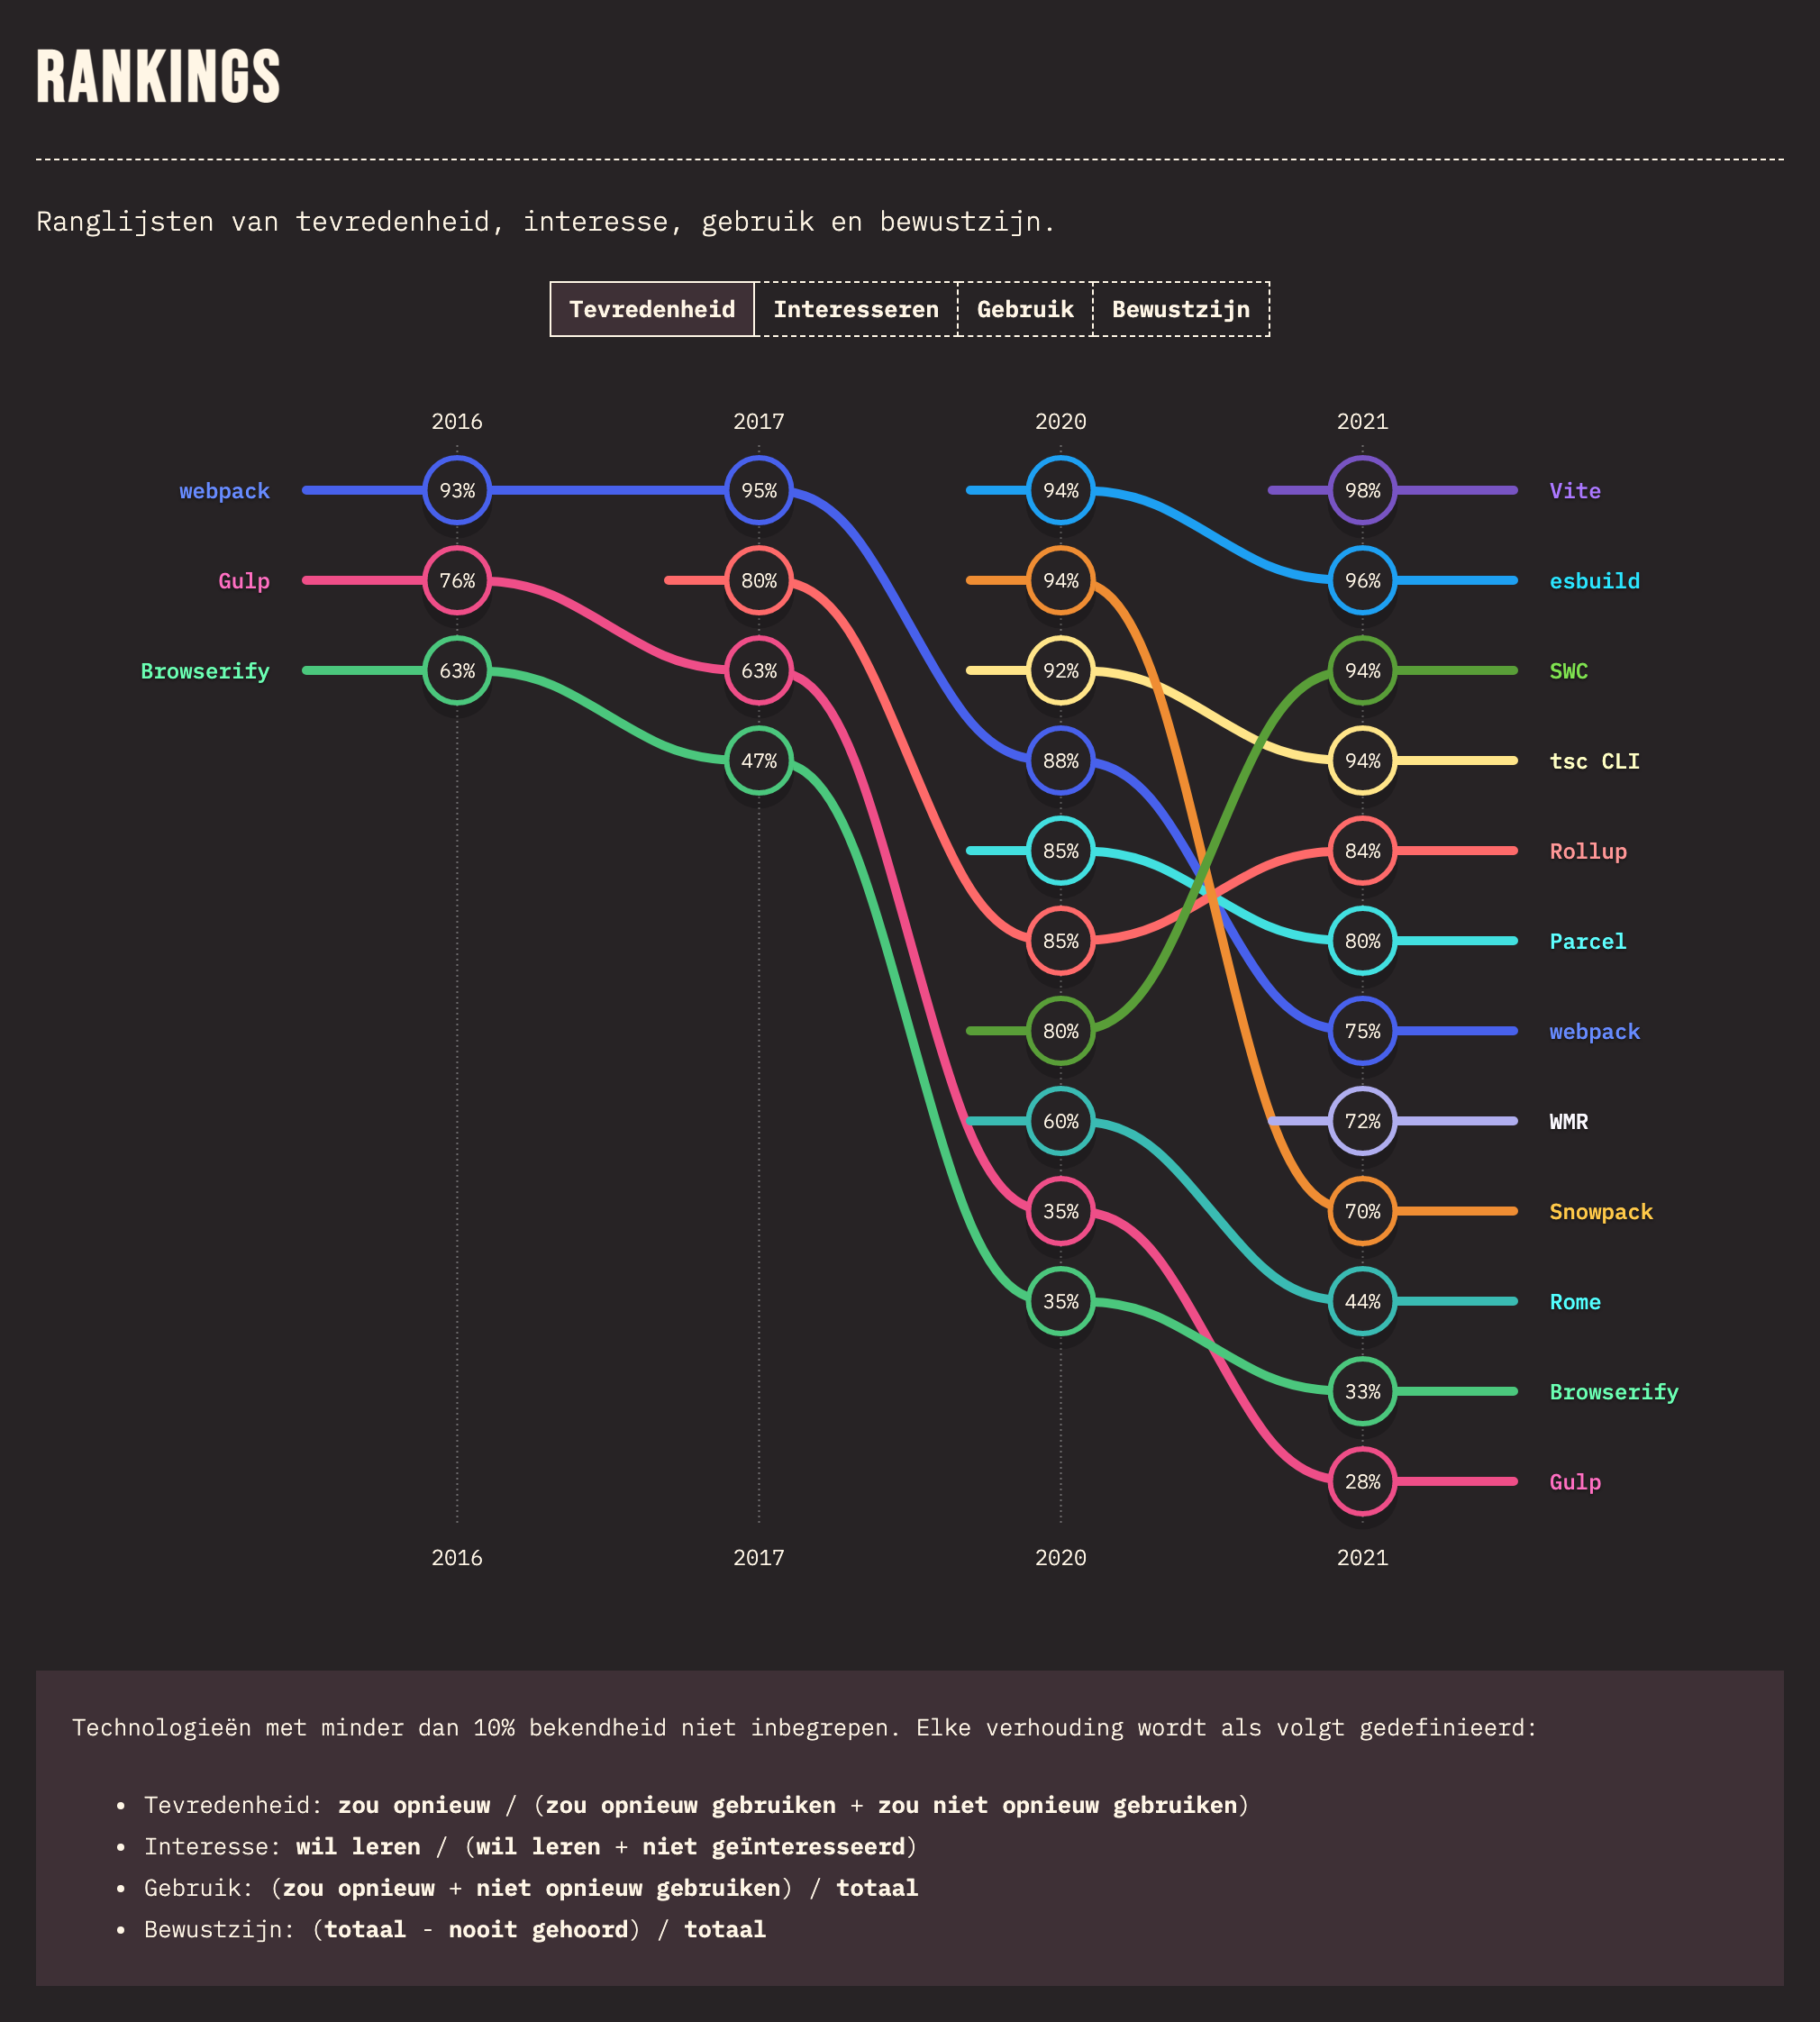 RANKINGS
Ranglijsten van tevredenheid, interesse, gebruik en bewustzijn.
Tevredenheid Interesseren Gebruik Bewustzijn
2016 2017 2020 2021
webpack 93% 95% 94% 98% Vite
Gulp 76% 80% 94% 96% esbuild
Browserify 63% 63% 92% 94% SWC
47% 88% 94% tsc CLI
85% 84% Rollup
85% 80% Parcel
80% 75% webpack
60% 72% WMR
35% 70% Snowpack
35% 44% Rome
33% Browserify
28% Gulp
2016 2017 2020 2021
Technologieën met minder dan 10% bekendheid niet inbegrepen. Elke verhouding wordt als volgt gedefinieerd:
• Tevredenheid: zou opnieuw / (zou opnieuw gebruiken + zou niet opnieuw gebruiken)
• Interesse: wil leren / (wil leren + niet geïnteresseerd)
• Gebruik: (zou opnieuw + niet opnieuw gebruiken) / totaal
• Bewustzijn: (totaal - nooit gehoord) / totaal